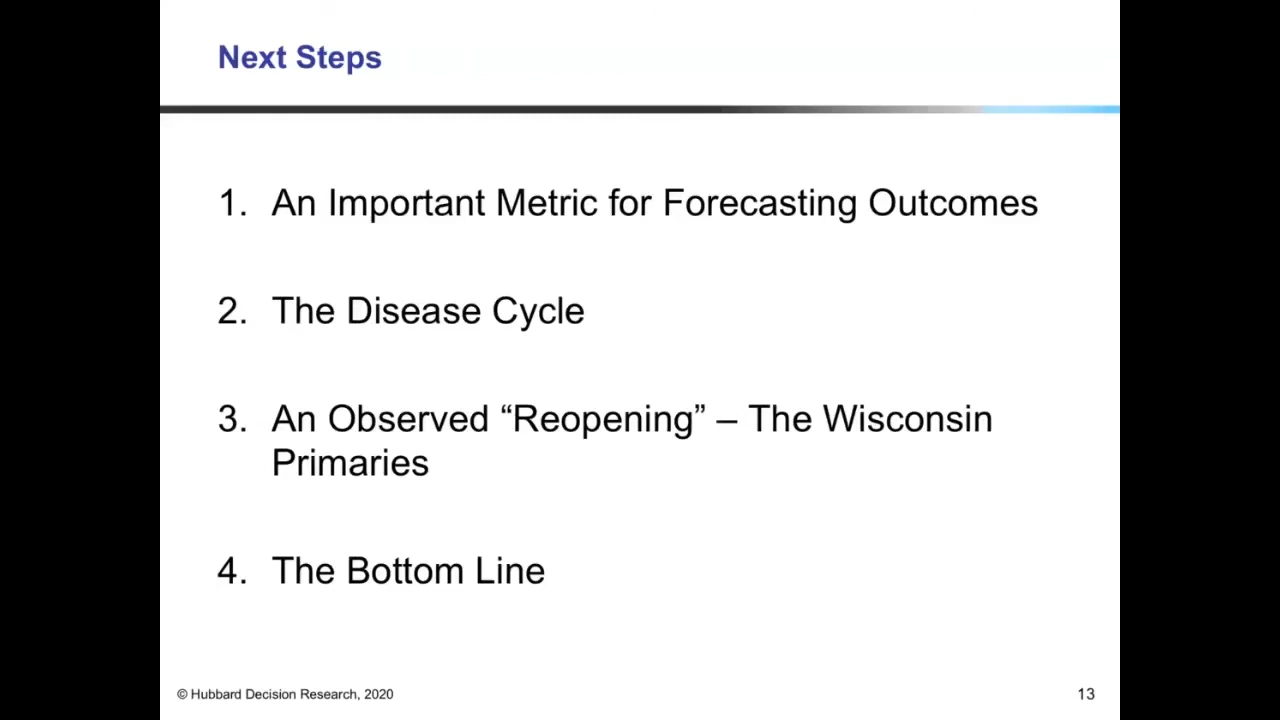 Next Steps
1. An Important Metric for Forecasting Outcomes
2. The Disease Cycle
3. An Observed “Reopening” – The Wisconsin
Primaries
4. The Bottom Line
© Hubbard Decision Research, 2020
13